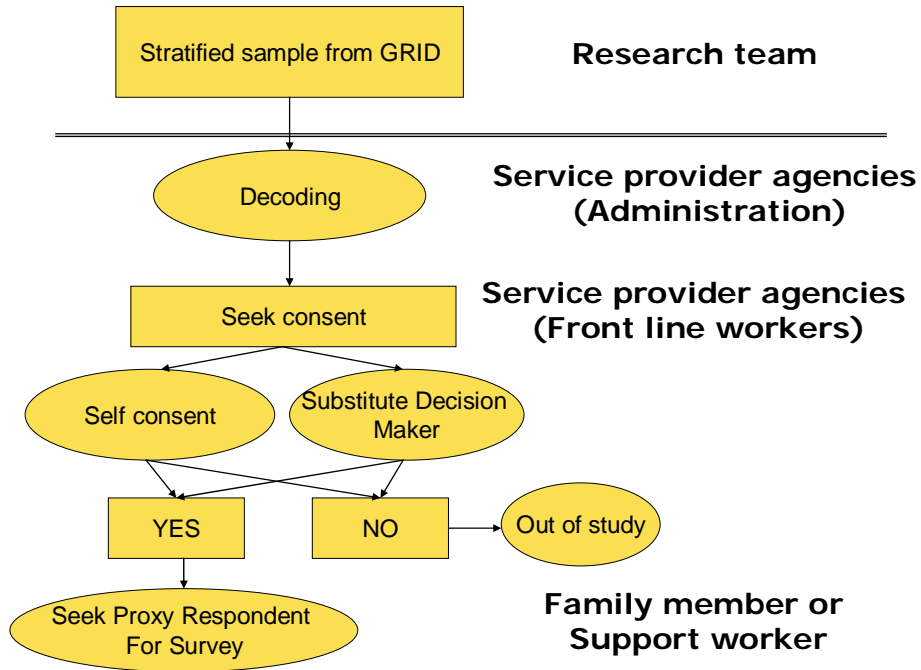 Stratified sample from GRID
Research team
Decoding
Service provider agencies
(Administration)
Seek consent
Service provider agencies
(Front line workers)
Self consent
Substitute Decision
Maker
YES
NO
Out of study
Seek Proxy Respondent
For Survey
Family member or
Support worker